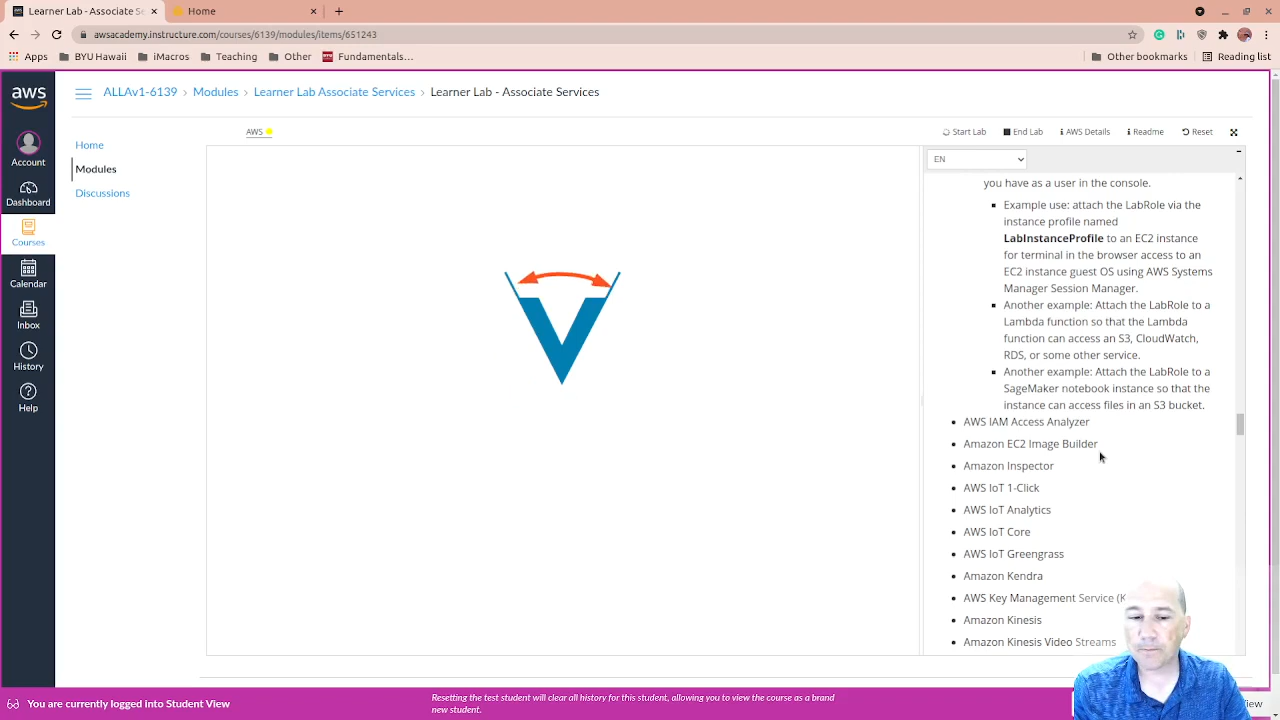 Learner Lab - Associate Serv
Home
awsacademy.instructure.com/courses/6139/modules/items/651243
Apps
BYU Hawaii
iMacros
Teaching
Other
Fundamentals...
Other bookmarks
Reading list
aws
Account
Dashboard
Courses
Calendar
Inbox
History
Help
ALLAv1-6139 › Modules › Learner Lab Associate Services › Learner Lab - Associate Services
Home
Modules
Discussions
AWS
Start Lab
End Lab
AWS Details
Readme
Reset
EN
you have as a user in the console.
Example use: attach the LabRole via the
instance profile named
LabInstanceProfile to an EC2 instance
for terminal in the browser access to an
EC2 instance guest OS using AWS Systems
Manager Session Manager.
Another example: Attach the LabRole to a
Lambda function so that the Lambda
function can access an S3, CloudWatch,
RDS, or some other service.
Another example: Attach the LabRole to a
SageMaker notebook instance so that the
instance can access files in an S3 bucket.
AWS IAM Access Analyzer
Amazon EC2 Image Builder
Amazon Inspector
AWS IoT 1-Click
AWS IoT Analytics
AWS IoT Core
AWS IoT Greengrass
Amazon Kendra
AWS Key Management Service (K
Amazon Kinesis
Amazon Kinesis Video Streams
You are currently logged into Student View
Resetting the test student will clear all history for this student, allowing you to view the course as a brand
new student.